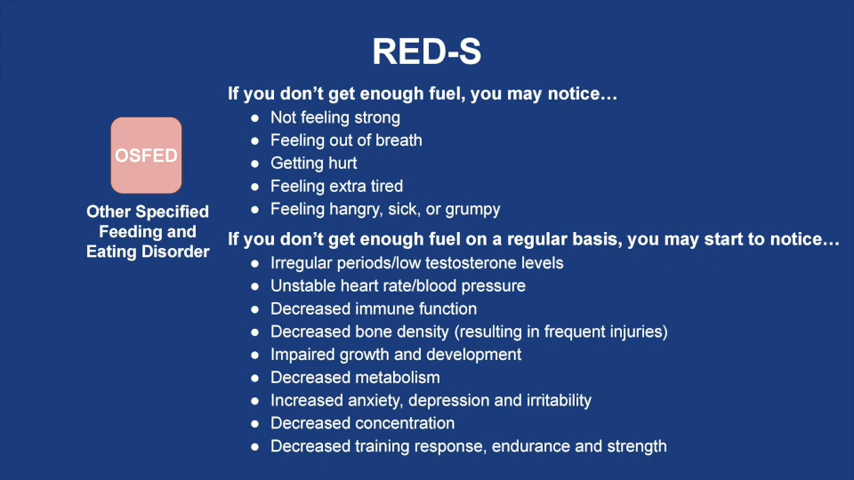 RED-S
OSFED
Other Specified
Feeding and
Eating Disorder
If you don't get enough fuel, you may notice…
● Not feeling strong
● Feeling out of breath
● Getting hurt
● Feeling extra tired
● Feeling hangry, sick, or grumpy
If you don't get enough fuel on a regular basis, you may start to notice…
● Irregular periods/low testosterone levels
● Unstable heart rate/blood pressure
● Decreased immune function
● Decreased bone density (resulting in frequent injuries)
● Impaired growth and development
● Decreased metabolism
● Increased anxiety, depression and irritability
● Decreased concentration
● Decreased training response, endurance and strength